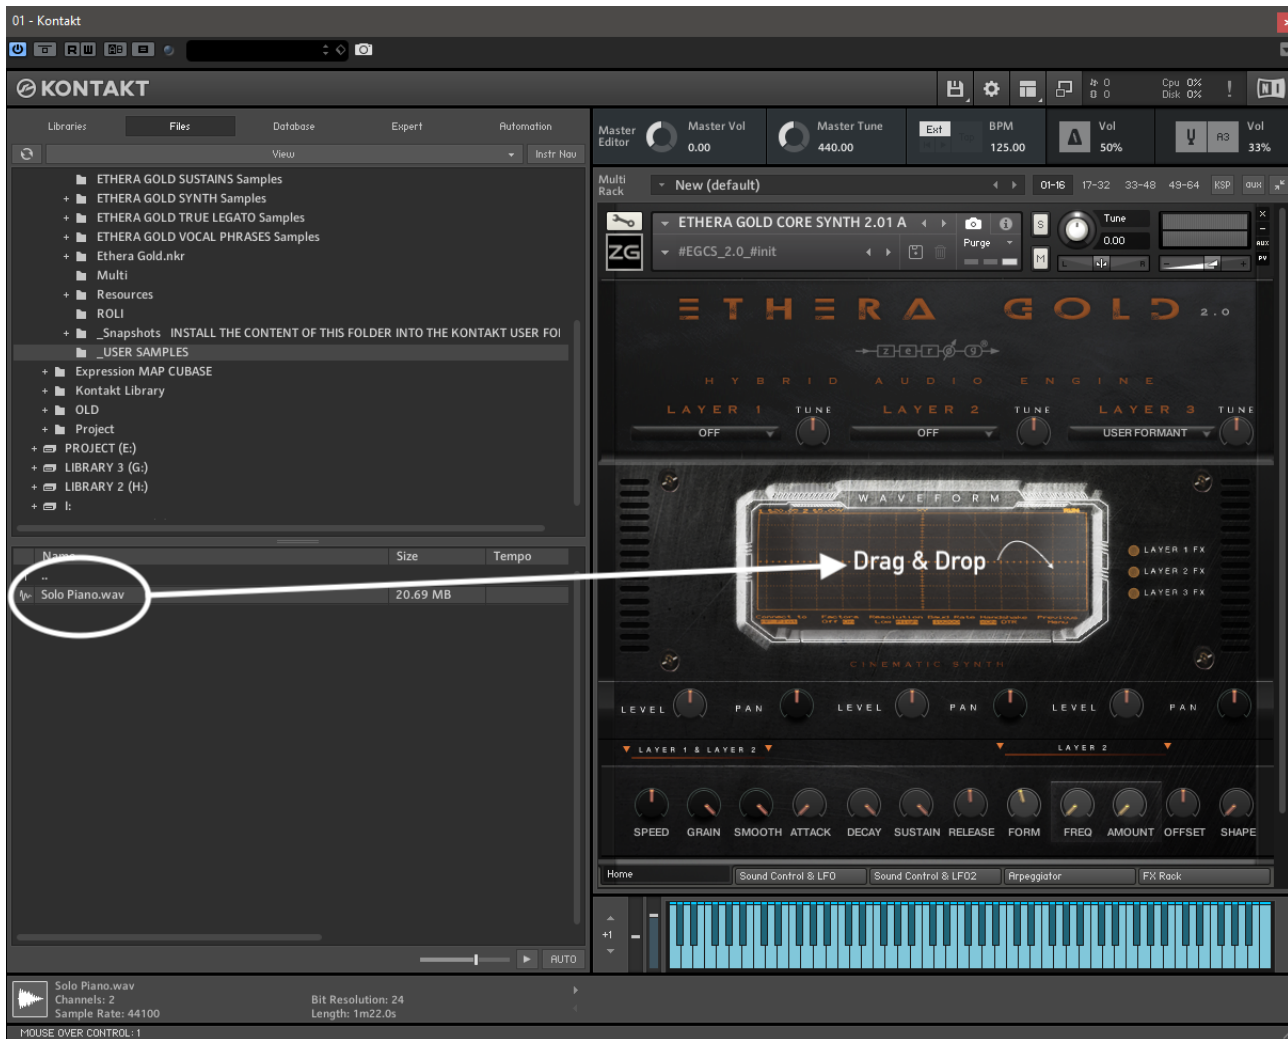 01 - Kontakt
KONTAKT
Cpu 0%
Disk 0%
0
0
Libraries Files Database Expert Automation
View Instr Nav
ETHERA GOLD SUSTAINS Samples
+ ETHERA GOLD SYNTH Samples
+ ETHERA GOLD TRUE LEGATO Samples
+ ETHERA GOLD VOCAL PHRASES Samples
+ Ethera Gold.nkr
Multi
+ Resources
ROLI
+ _Snapshots INSTALL THE CONTENT OF THIS FOLDER INTO THE KONTAKT USER FOI
_USER SAMPLES
+ Expression MAP CUBASE
+ Kontakt Library
+ OLD
+ Project
+ PROJECT (E:)
+ LIBRARY 3 (G:)
+ LIBRARY 2 (H:)
+ I:
Name Size Tempo
..
Solo Piano.wav 20.69 MB
AUTO
Master Editor
Master Vol
0.00
Master Tune
440.00
Ext
BPM
125.00
Vol
50%
A3
Vol
33%
Multi Rack
New (default) 01-16 17-32 33-48 49-64 KSP aux
ETHERA GOLD CORE SYNTH 2.01 A
#EGCS_2.0_#init
ZG
Purge
S
M
Tune
0.00
L R
- +
x
-
AUX
PV
ETHERA GOLD 2.0
z-e-r-o-g
HYBRID AUDIO ENGINE
LAYER 1 TUNE LAYER 2 TUNE LAYER 3 TUNE
OFF OFF USER FORMANT
WAVEFORM
Drag & Drop
LAYER 1 FX
LAYER 2 FX
LAYER 3 FX
CINEMATIC SYNTH
LEVEL PAN LEVEL PAN LEVEL PAN
LAYER 1 & LAYER 2 LAYER 2
SPEED GRAIN SMOOTH ATTACK DECAY SUSTAIN RELEASE FORM FREQ AMOUNT OFFSET SHAPE
Home Sound Control & LFO Sound Control & LFO2 Arpeggiator FX Rack
+1
Solo Piano.wav
Channels: 2 Bit Resolution: 24
Sample Rate: 44100 Length: 1m22.0s
MOUSE OVER CONTROL: 1